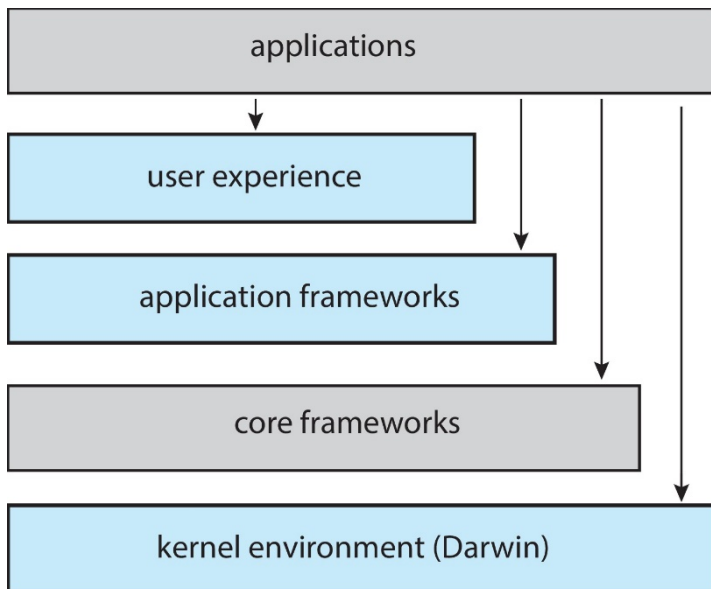 applications
user experience
application frameworks
core frameworks
kernel environment (Darwin)